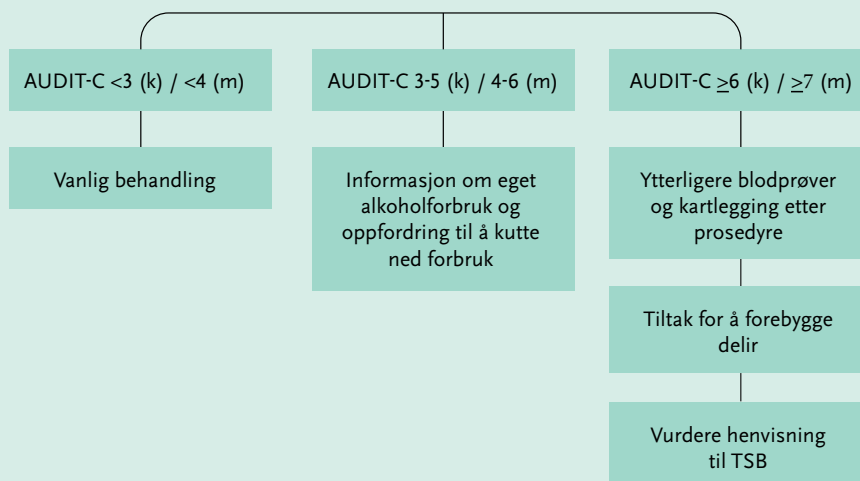 AUDIT-C <3 (k) / <4 (m)
AUDIT-C 3-5 (k) / 4-6 (m)
AUDIT-C ≥6 (k) / ≥7 (m)
Vanlig behandling
Informasjon om eget
alkoholforbruk og
oppfordring til å kutte
ned forbruk
Ytterligere blodprøver
og kartlegging etter
prosedyre
Tiltak for å forebygge
delir
Vurdere henvisning
til TSB